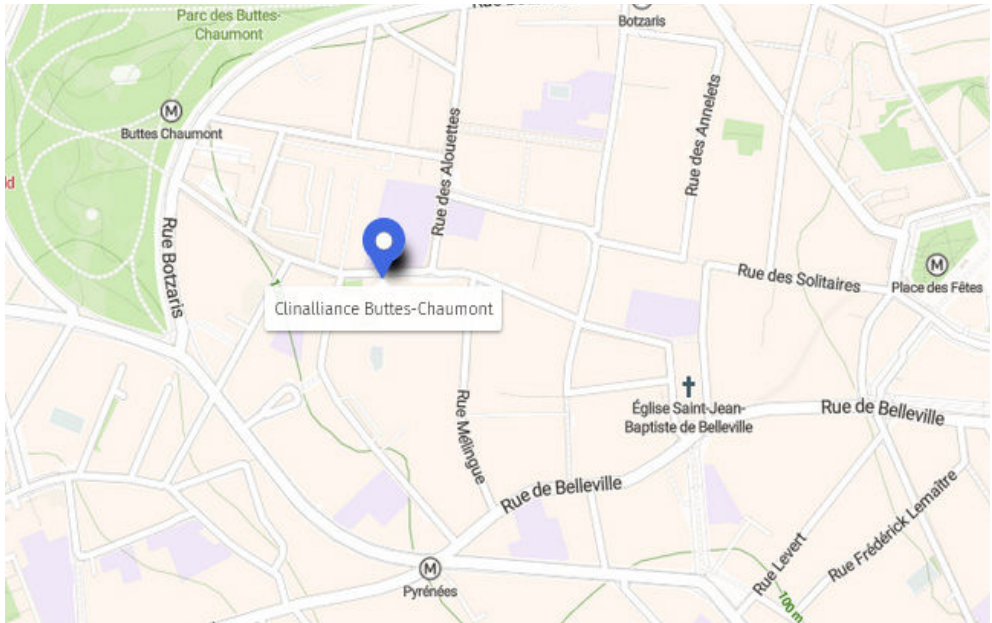 Parc des Buttes-
Chaumont
Botzaris
Buttes Chaumont
Rue des Alouettes
Rue des Annelets
ld
Rue Botzaris
Rue des Solitaires
Place des Fêtes
Clinalliance Buttes-Chaumont
Église Saint-Jean-
Baptiste de Belleville
Rue de Belleville
Rue Mélingue
Rue de Belleville
Rue Levert
Rue Frédérick Lemaître
Pyrénées
100 m